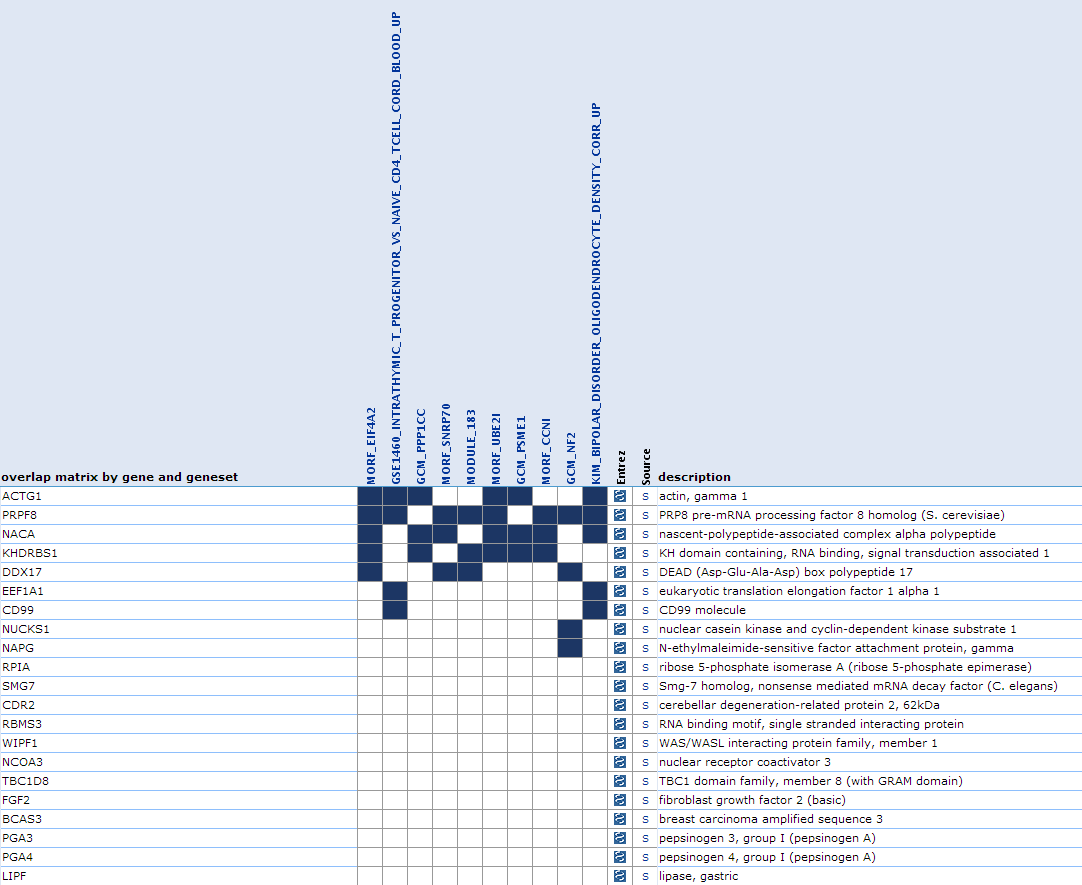 MORF_EIF4A2
GSE1460_INTRATHYMIC_T_PROGENITOR_VS_NAIVE_CD4_TCELL_CORD_BLOOD_UP
GCM_PPP1CC
MORF_SNRP70
MODULE_183
MORF_UBE2I
GCM_PSME1
MORF_CCNI
GCM_NF2
KIM_BIPOLAR_DISORDER_OLIGODENDROCYTE_DENSITY_CORR_UP
Entrez
Source
overlap matrix by gene and geneset description
ACTG1 s actin, gamma 1
PRPF8 s PRP8 pre-mRNA processing factor 8 homolog (S. cerevisiae)
NACA s nascent-polypeptide-associated complex alpha polypeptide
KHDRBS1 s KH domain containing, RNA binding, signal transduction associated 1
DDX17 s DEAD (Asp-Glu-Ala-Asp) box polypeptide 17
EEF1A1 s eukaryotic translation elongation factor 1 alpha 1
CD99 s CD99 molecule
NUCKS1 s nuclear casein kinase and cyclin-dependent kinase substrate 1
NAPG s N-ethylmaleimide-sensitive factor attachment protein, gamma
RPIA s ribose 5-phosphate isomerase A (ribose 5-phosphate epimerase)
SMG7 s Smg-7 homolog, nonsense mediated mRNA decay factor (C. elegans)
CDR2 s cerebellar degeneration-related protein 2, 62kDa
RBMS3 s RNA binding motif, single stranded interacting protein
WIPF1 s WAS/WASL interacting protein family, member 1
NCOA3 s nuclear receptor coactivator 3
TBC1D8 s TBC1 domain family, member 8 (with GRAM domain)
FGF2 s fibroblast growth factor 2 (basic)
BCAS3 s breast carcinoma amplified sequence 3
PGA3 s pepsinogen 3, group I (pepsinogen A)
PGA4 s pepsinogen 4, group I (pepsinogen A)
LIPF s lipase, gastric